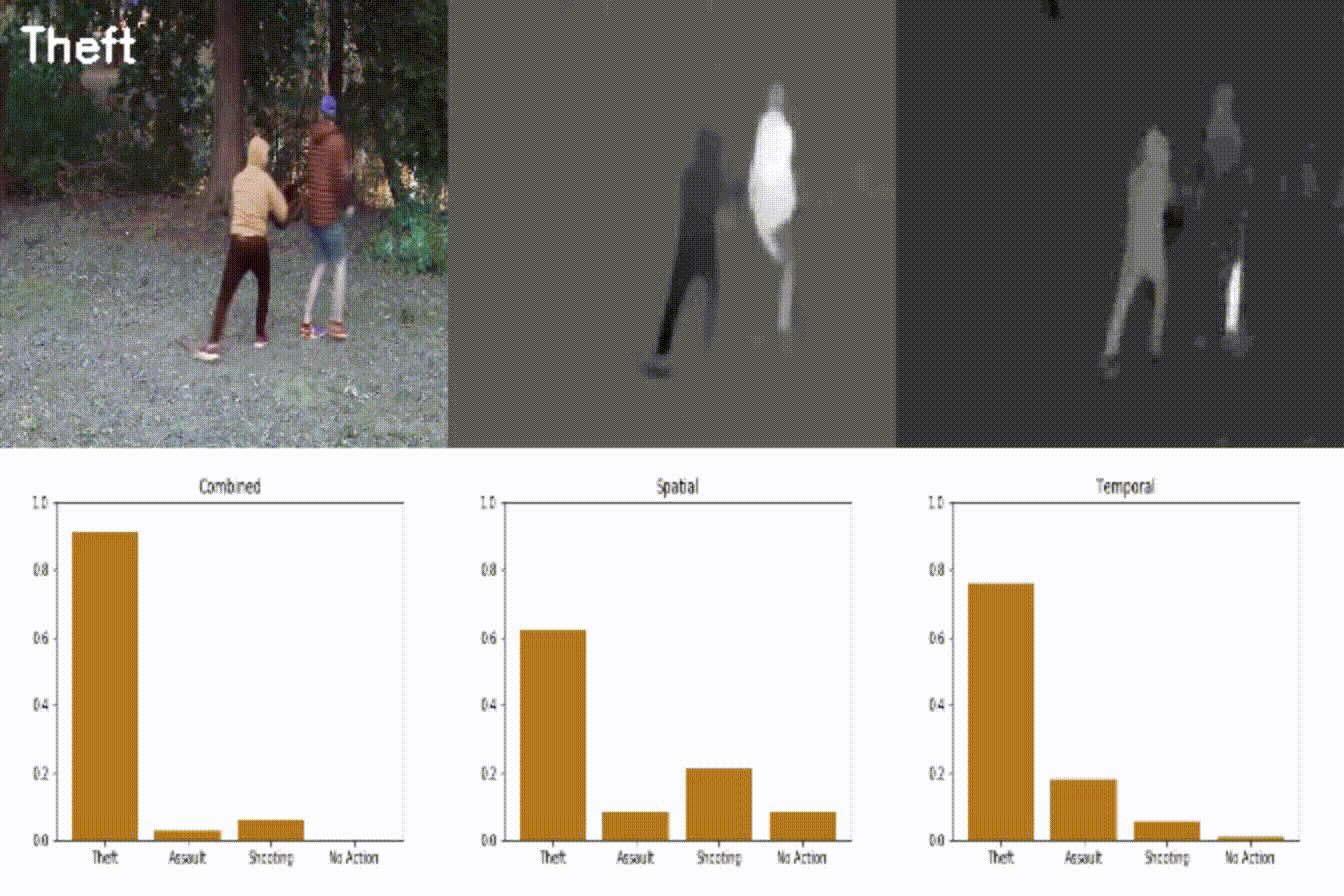 Theft
Combined Spatial Temporal
1.0 1.0 1.0
0.8 0.8 0.8
0.6 0.6 0.6
0.4 0.4 0.4
0.2 0.2 0.2
0.0 0.0 0.0
Theft Assault Shooting No Action Theft Assault Shooting No Action Theft Assault Shooting No Action